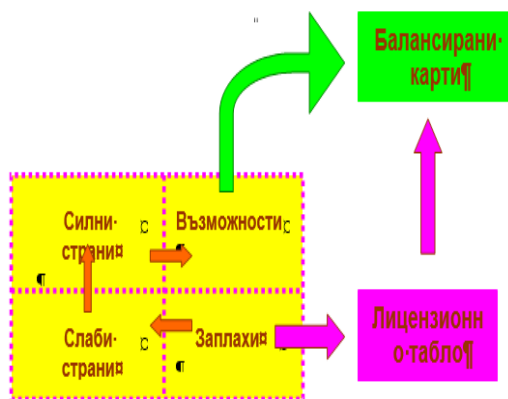 "
Балансирани·
карти¶
Силни·
страни¤
¤
Възможности¤
¶
¶
Слаби·
страни¤
¤
Заплахи¤
¶
¶
Лицензионн
о·табло¶